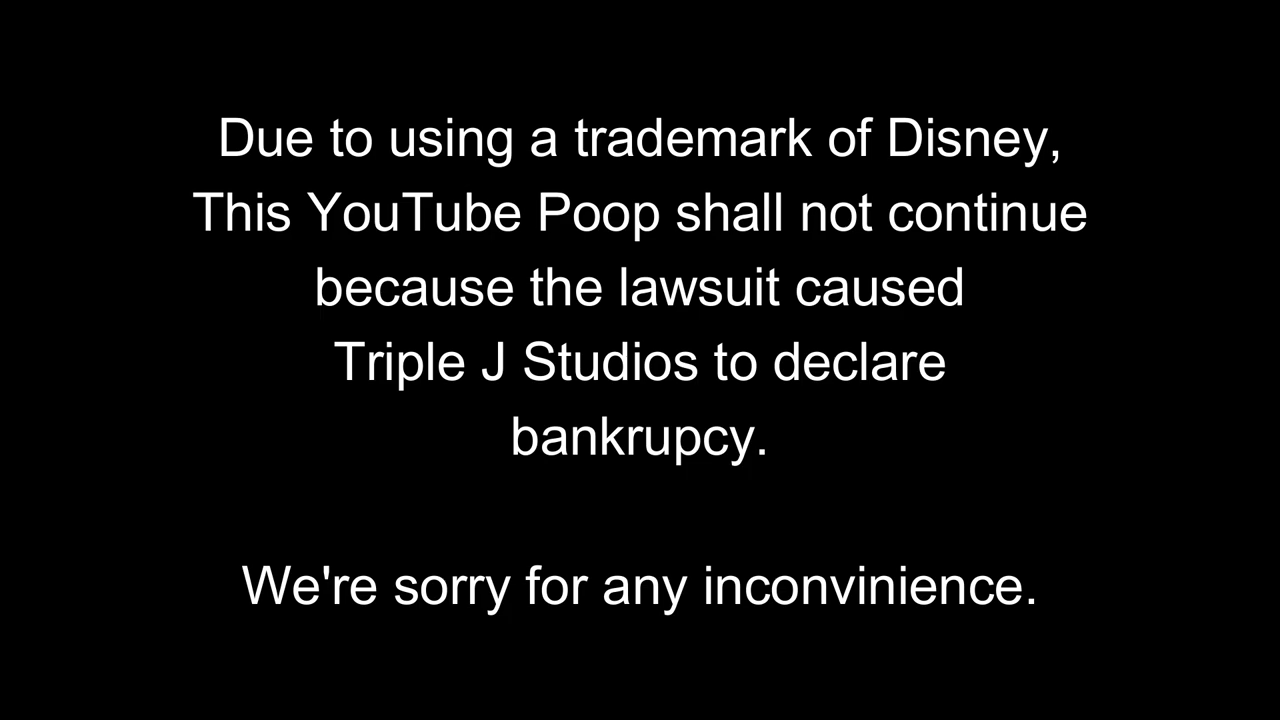 Due to using a trademark of Disney,
This YouTube Poop shall not continue
because the lawsuit caused
Triple J Studios to declare
bankrupcy.
We're sorry for any inconvinience.